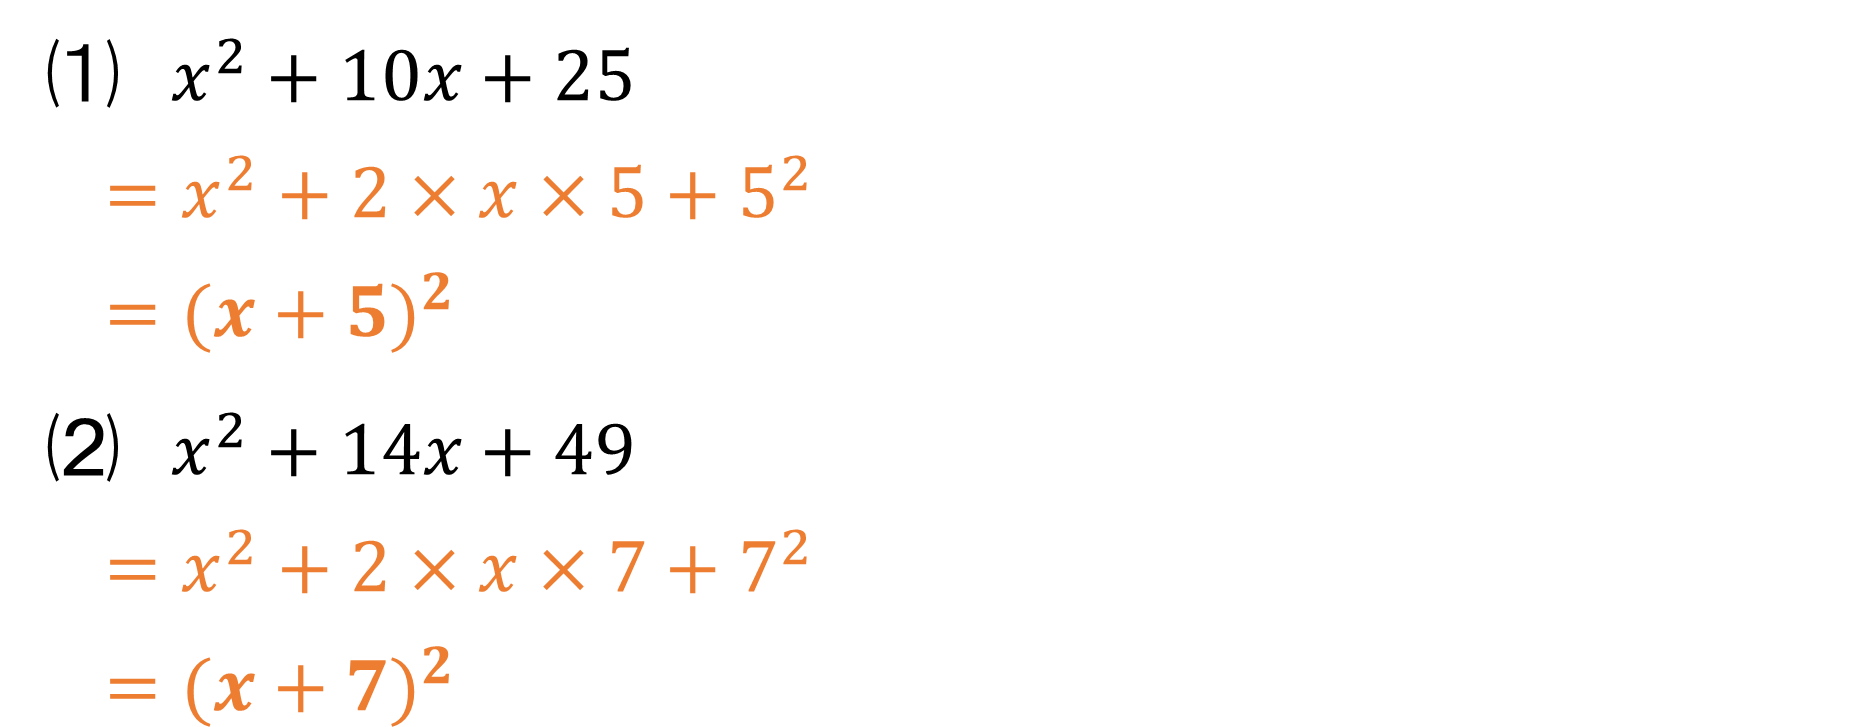 (1) x² + 10x + 25
= x² + 2 × x × 5 + 5²
= (x + 5)²
(2) x² + 14x + 49
= x² + 2 × x × 7 + 7²
= (x + 7)²